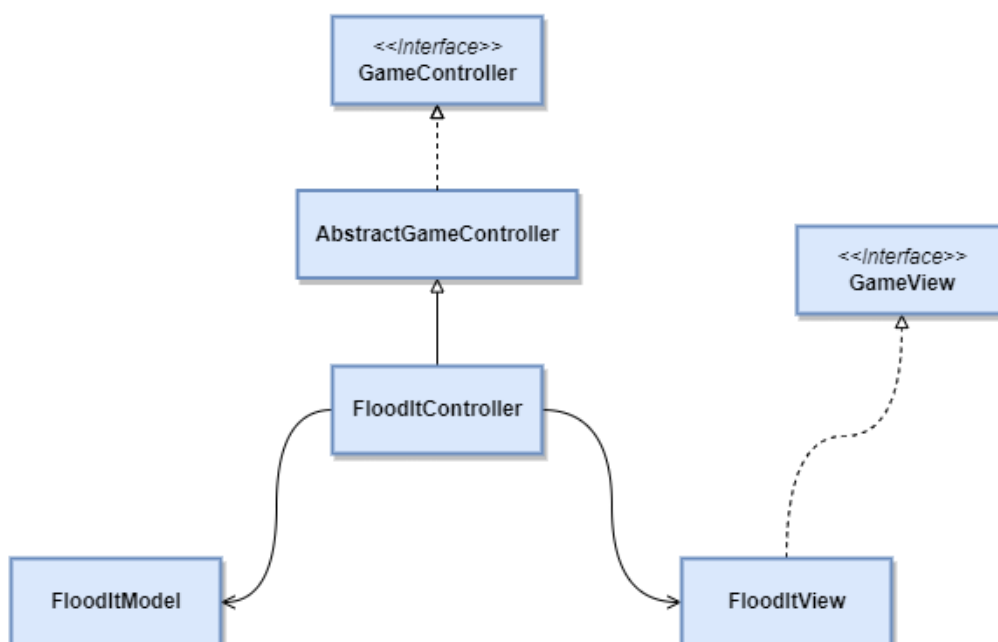 <<Interface>>
GameController
AbstractGameController
<<Interface>>
GameView
FloodItController
FloodItModel
FloodItView